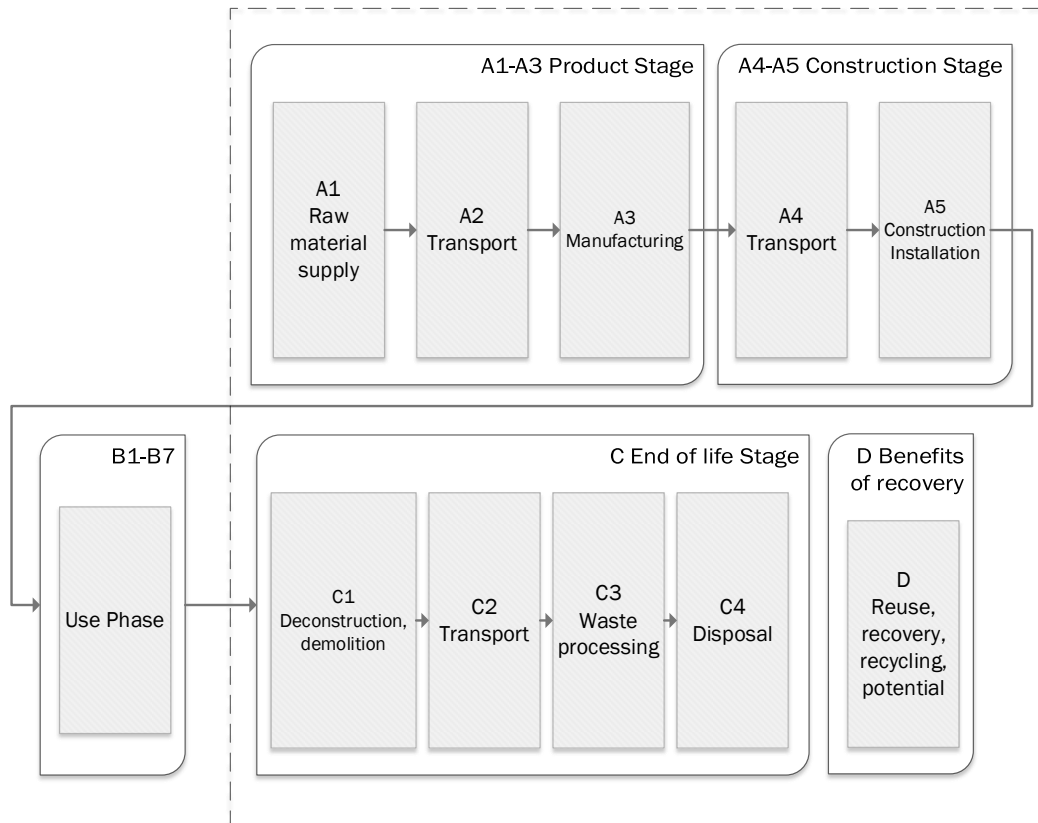 A1-A3 Product Stage
A1
Raw
material
supply
A2
Transport
A3
Manufacturing
A4-A5 Construction Stage
A4
Transport
A5
Construction
Installation
B1-B7
Use Phase
C End of life Stage
C1
Deconstruction,
demolition
C2
Transport
C3
Waste
processing
C4
Disposal
D Benefits
of recovery
D
Reuse,
recovery,
recycling,
potential